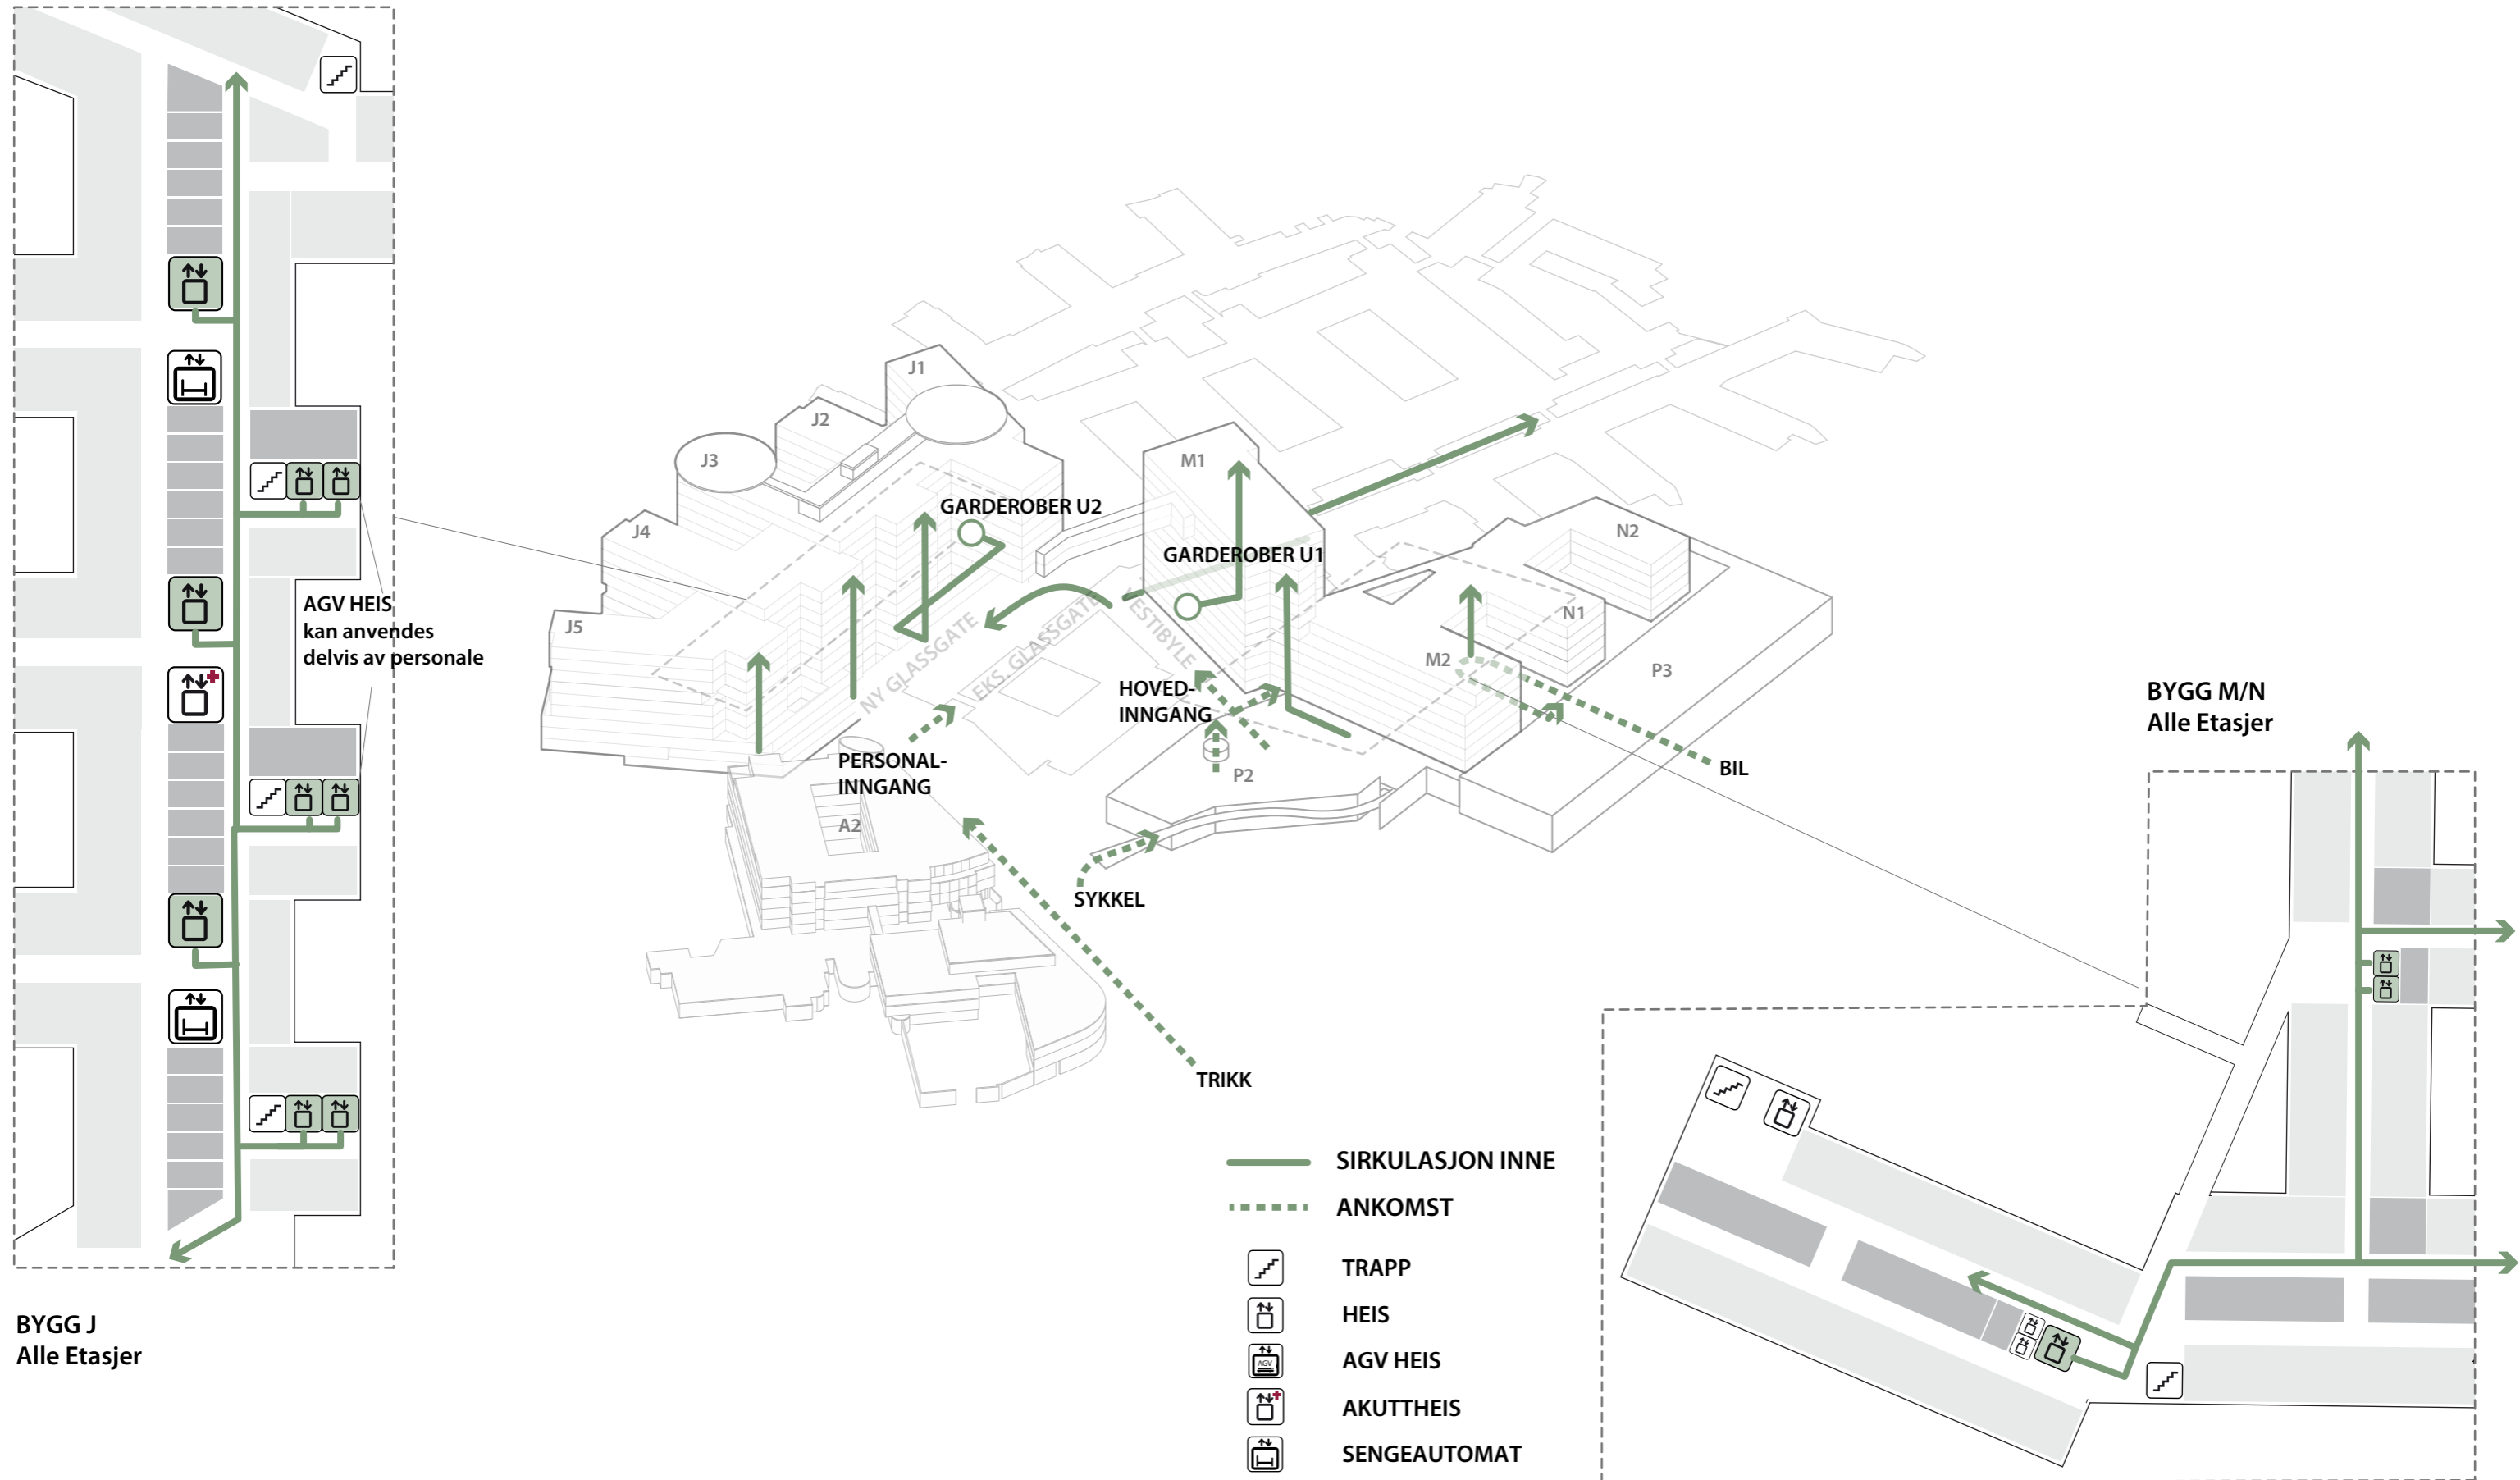 J1
J2
J3
M1
GARDEROBER U2
J4
N2
GARDEROBER U1
AGV HEIS
kan anvendes
delvis av personale
J5
N1
NY GLASSGATE
EKS. GLASSGATE
VESTIBYLE
M2
P3
HOVED-
INNGANG
BYGG M/N
Alle Etasjer
PERSONAL-
INNGANG
P2
BIL
A2
SYKKEL
TRIKK
SIRKULASJON INNE
ANKOMST
TRAPP
HEIS
AGV
AGV HEIS
AKUTTHEIS
SENGEAUTOMAT
BYGG J
Alle Etasjer